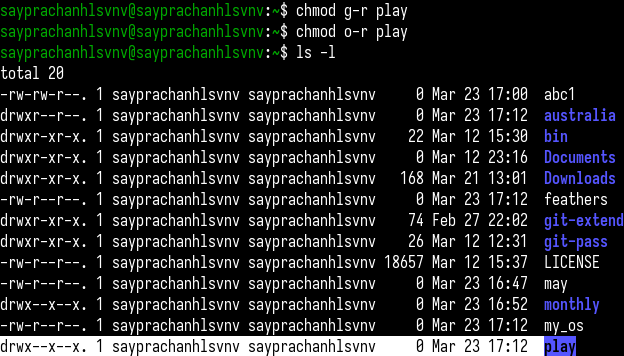 sayprachanhlsvnv@sayprachanhlsvnv:~$ chmod g-r play
sayprachanhlsvnv@sayprachanhlsvnv:~$ chmod o-r play
sayprachanhlsvnv@sayprachanhlsvnv:~$ ls -l
total 20
-rw-rw-r--. 1 sayprachanhlsvnv sayprachanhlsvnv     0 Mar 23 17:00  abc1
drwxr--r--. 1 sayprachanhlsvnv sayprachanhlsvnv     0 Mar 23 17:12  australia
drwxr-xr-x. 1 sayprachanhlsvnv sayprachanhlsvnv    22 Mar 12 15:30  bin
drwxr-xr-x. 1 sayprachanhlsvnv sayprachanhlsvnv     0 Mar 12 23:16  Documents
drwxr-xr-x. 1 sayprachanhlsvnv sayprachanhlsvnv   168 Mar 21 13:01  Downloads
-rw-r--r--. 1 sayprachanhlsvnv sayprachanhlsvnv     0 Mar 23 17:12  feathers
drwxr-xr-x. 1 sayprachanhlsvnv sayprachanhlsvnv    74 Feb 27 22:02  git-extend
drwxr-xr-x. 1 sayprachanhlsvnv sayprachanhlsvnv    26 Mar 12 12:31  git-pass
-rw-r--r--. 1 sayprachanhlsvnv sayprachanhlsvnv 18657 Mar 12 15:37  LICENSE
-rw-r--r--. 1 sayprachanhlsvnv sayprachanhlsvnv     0 Mar 23 16:47  may
drwx--x--x. 1 sayprachanhlsvnv sayprachanhlsvnv     0 Mar 23 16:52  monthly
-rw-r--r--. 1 sayprachanhlsvnv sayprachanhlsvnv     0 Mar 23 17:12  my_os
drwx--x--x. 1 sayprachanhlsvnv sayprachanhlsvnv     0 Mar 23 17:12  play